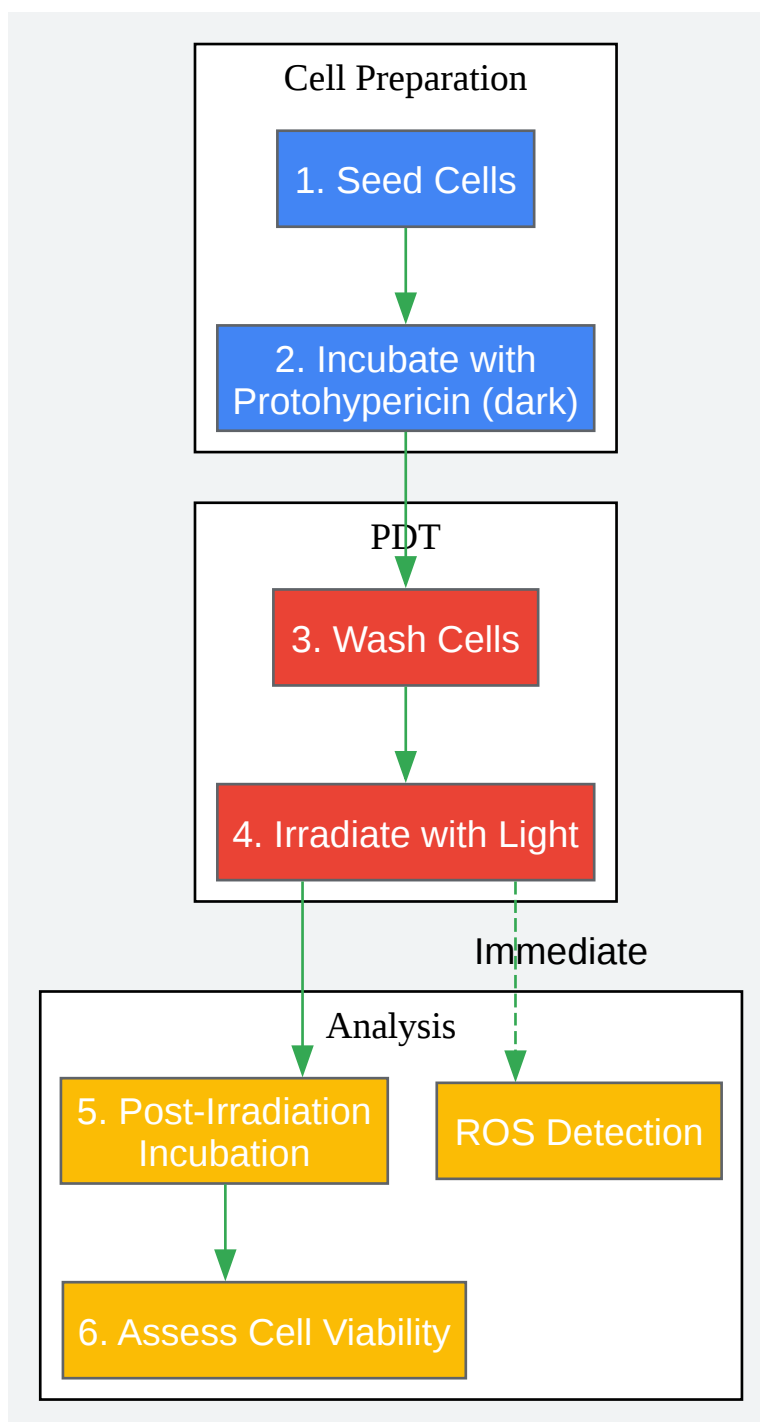 Cell Preparation
1. Seed Cells
2. Incubate with
Protohypericin (dark)
PDT
3. Wash Cells
4. Irradiate with Light
Immediate
Analysis
5. Post-Irradiation
Incubation
ROS Detection
6. Assess Cell Viability